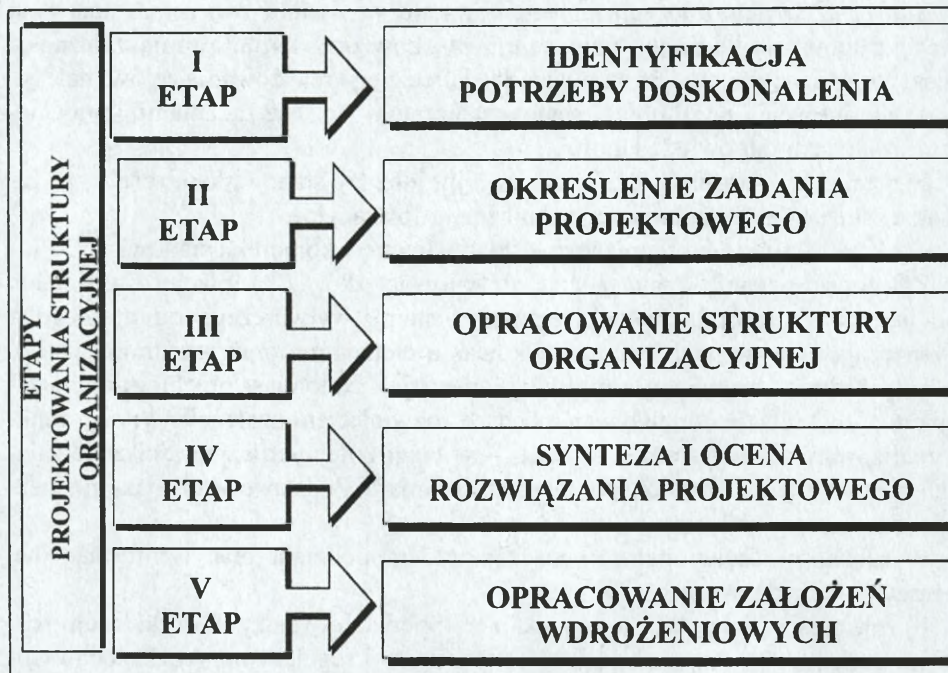 ETAPY
PROJEKTOWANIA STRUKTURY
ORGANIZACYJNEJ
I
ETAP
IDENTYFIKACJA
POTRZEBY DOSKONALENIA
II
ETAP
OKREŚLENIE ZADANIA
PROJEKTOWEGO
III
ETAP
OPRACOWANIE STRUKTURY
ORGANIZACYJNEJ
IV
ETAP
SYNTEZA I OCENA
ROZWIĄZANIA PROJEKTOWEGO
V
ETAP
OPRACOWANIE ZAŁOŻEŃ
WDROŻENIOWYCH